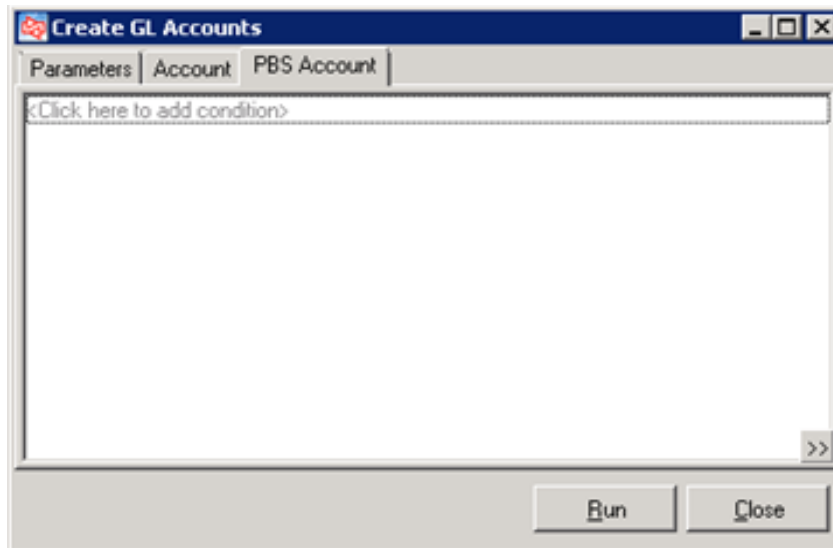 Create GL Accounts
Parameters Account PBS Account
<Click here to add condition>
>>
Run Close